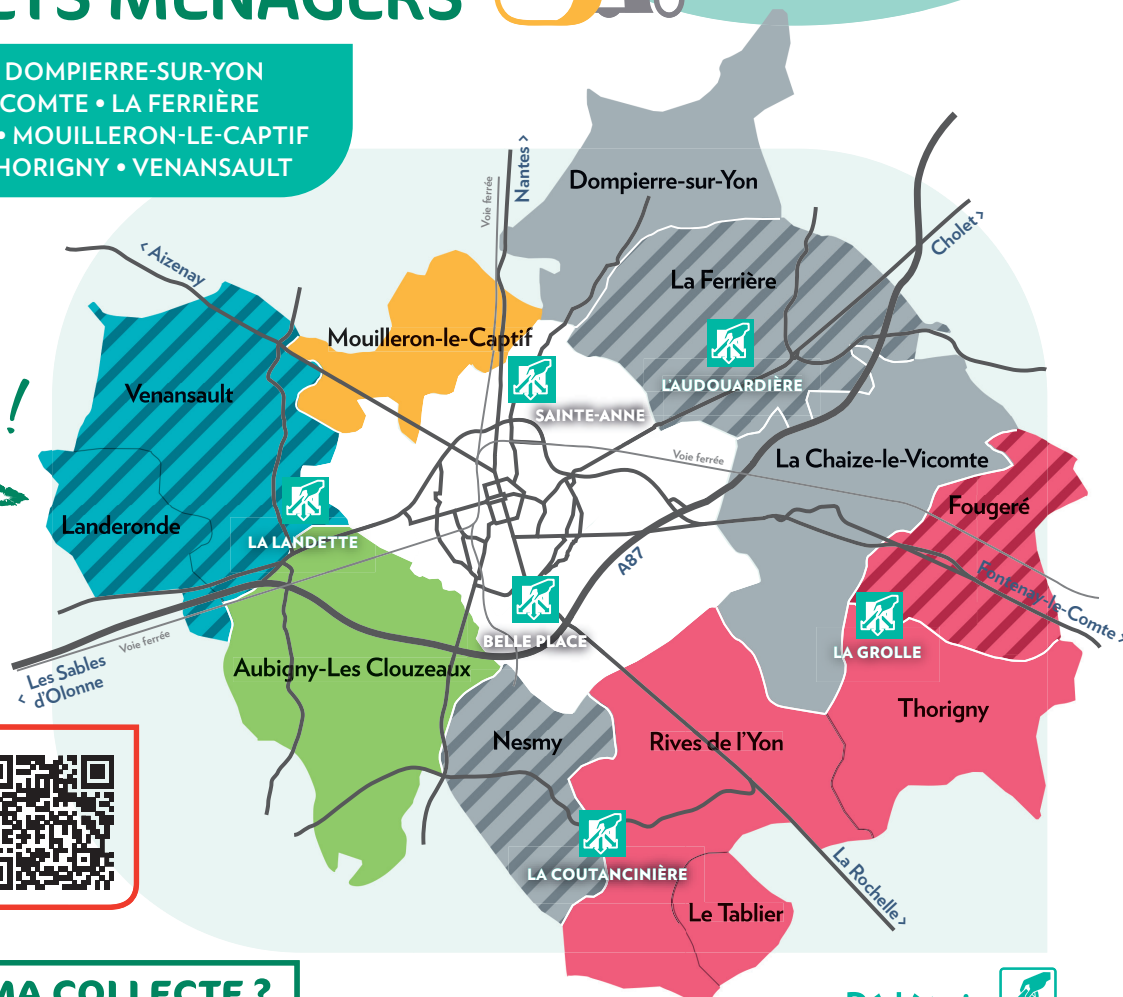 ETS MÉNAGERS
DOMPIERRE-SUR-YON
COMTE • LA FERRIÈRE
• MOUILLERON-LE-CAPTIF
HORIGNY • VENANSAULT
Nantes >
Voie ferrée
Dompierre-sur-Yon
Cholet >
< Aizenay
La Ferrière
Mouilleron-le-Captif
L'AUDOUARDIÈRE
Venansault
!
SAINTE-ANNE
Voie ferrée
La Chaize-le-Vicomte
Fougeré
Landeronde
LA LANDETTE
A87
Fontenay-le-Comte >
BELLE PLACE
Voie ferrée
LA GROLLE
< Les Sables
d'Olonne
Aubigny-Les Clouzeaux
Thorigny
Nesmy
Rives de l'Yon
LA COUTANCINIÈRE
La Rochelle >
Le Tablier
MA COLLECTE ?